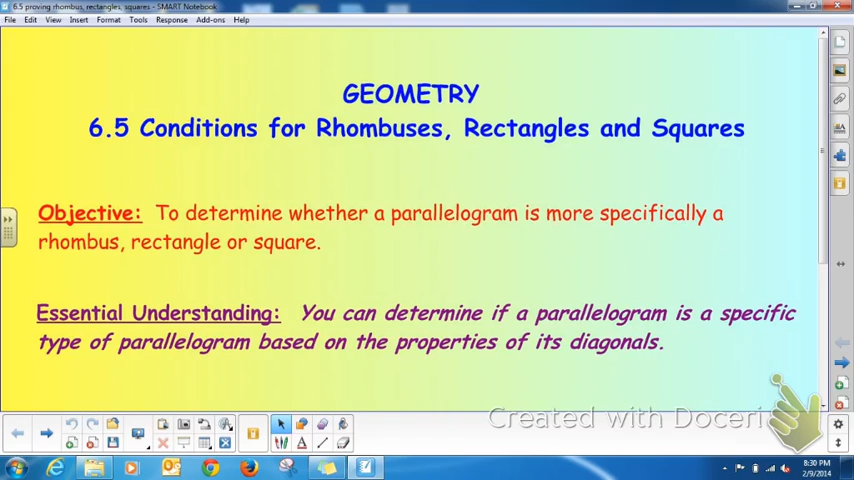 6.5 proving rhombus, rectangles, squares - SMART Notebook
File Edit View Insert Format Tools Response Add-ons Help
GEOMETRY
6.5 Conditions for Rhombuses, Rectangles and Squares
Objective: To determine whether a parallelogram is more specifically a
rhombus, rectangle or square.
Essential Understanding: You can determine if a parallelogram is a specific
type of parallelogram based on the properties of its diagonals.
Created with Doceri
8:30 PM
2/9/2014